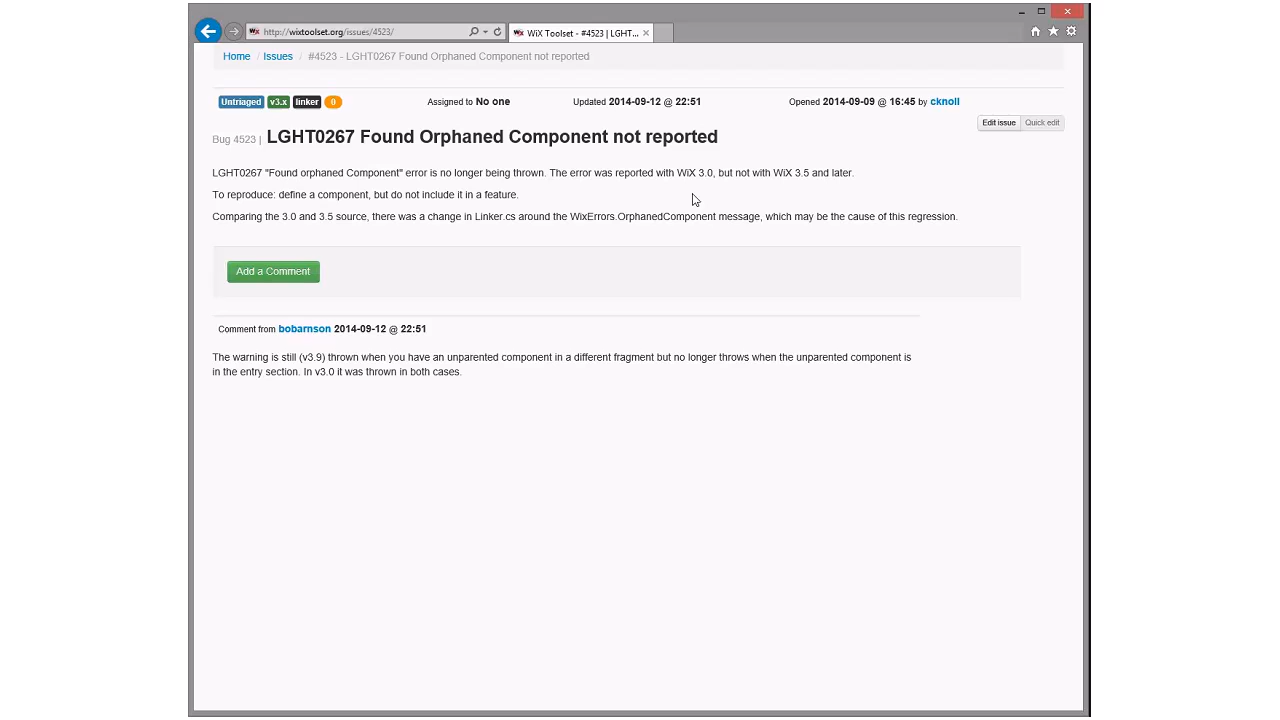 http://wixtoolset.org/issues/4523/
WiX Toolset - #4523 | LGHT...
Home / Issues / #4523 - LGHT0267 Found Orphaned Component not reported
Untriaged v3.x linker 0 Assigned to No one Updated 2014-09-12 @ 22:51 Opened 2014-09-09 @ 16:45 by cknoll
Edit issue Quick edit
Bug 4523 | LGHT0267 Found Orphaned Component not reported
LGHT0267 "Found orphaned Component" error is no longer being thrown. The error was reported with WiX 3.0, but not with WiX 3.5 and later.
To reproduce: define a component, but do not include it in a feature.
Comparing the 3.0 and 3.5 source, there was a change in Linker.cs around the WixErrors.OrphanedComponent message, which may be the cause of this regression.
Add a Comment
Comment from bobarnson 2014-09-12 @ 22:51
The warning is still (v3.9) thrown when you have an unparented component in a different fragment but no longer throws when the unparented component is
in the entry section. In v3.0 it was thrown in both cases.